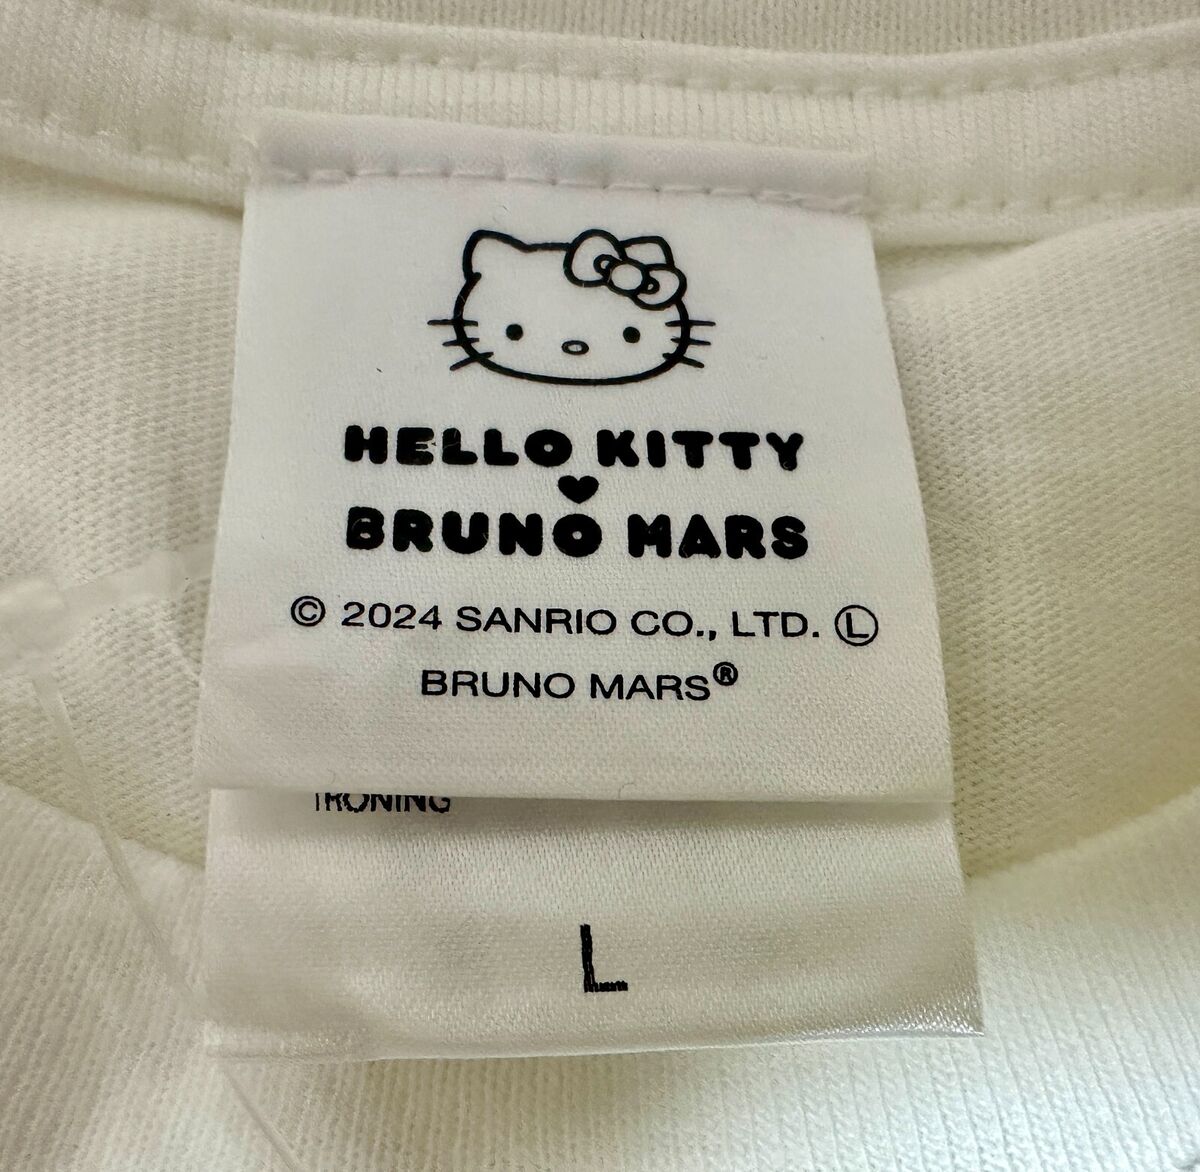 HELLO KITTY
♥
BRUNO MARS
© 2024 SANRIO CO., LTD. Ⓛ
BRUNO MARS®
IRONING
L